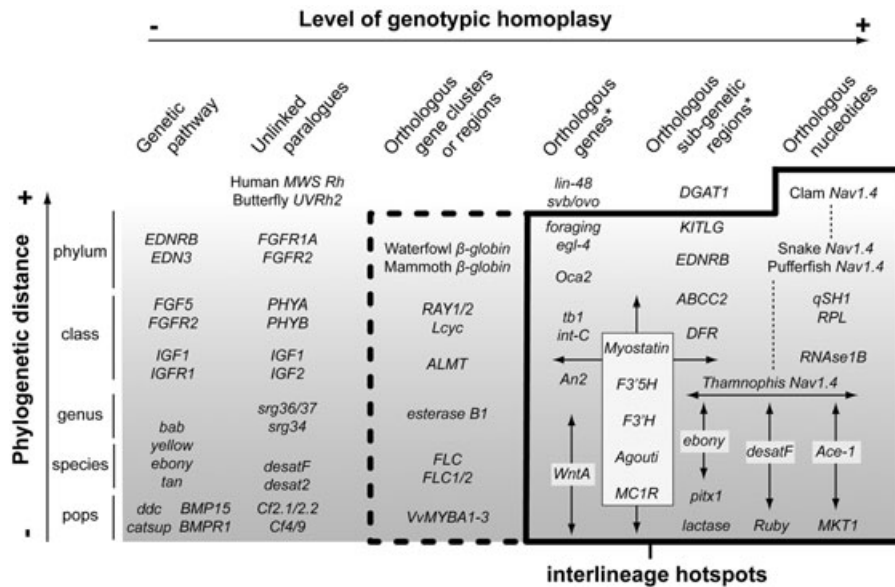 Level of genotypic homoplasy
- +
Genetic
pathway
Unlinked
paralogues
Orthologous
gene clusters
or regions
Orthologous
genes*
Orthologous
sub-genetic
regions*
Orthologous
nucleotides
Phylogenetic distance
+
-
phylum
class
genus
species
pops
EDNRB
EDN3
FGF5
FGFR2
IGF1
IGFR1
bab
yellow
ebony
tan
ddc BMP15
catsup BMPR1
Human MWS Rh
Butterfly UVRh2
FGFR1A
FGFR2
PHYA
PHYB
IGF1
IGF2
srg36/37
srg34
desatF
desat2
Cf2.1/2.2
Cf4/9
Waterfowl β-globin
Mammoth β-globin
RAY1/2
Lcyc
ALMT
esterase B1
FLC
FLC1/2
VvMYBA1-3
lin-48
svb/ovo
foraging
egl-4
Oca2
tb1
int-C
An2
WntA
Myostatin
F3'5H
F3'H
Agouti
MC1R
DGAT1
KITLG
EDNRB
ABCC2
DFR
ebony
pitx1
lactase
Clam Nav1.4
Snake Nav1.4
Pufferfish Nav1.4
qSH1
RPL
RNAse1B
Thamnophis Nav1.4
desatF
Ruby
Ace-1
MKT1
interlineage hotspots